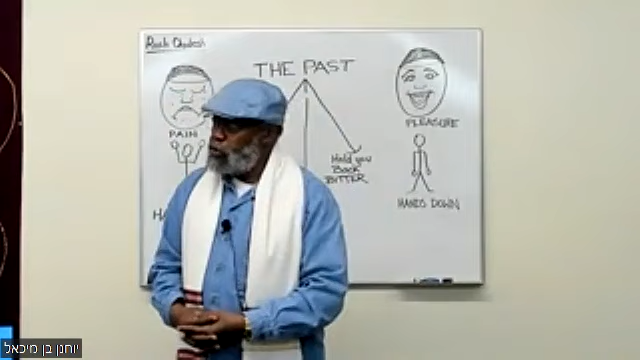 Rosh Chodesh
THE PAST
PAIN
PLEASURE
Hold you
Back
BITTER
HANDS DOWN
יוחנן בן מיכאל